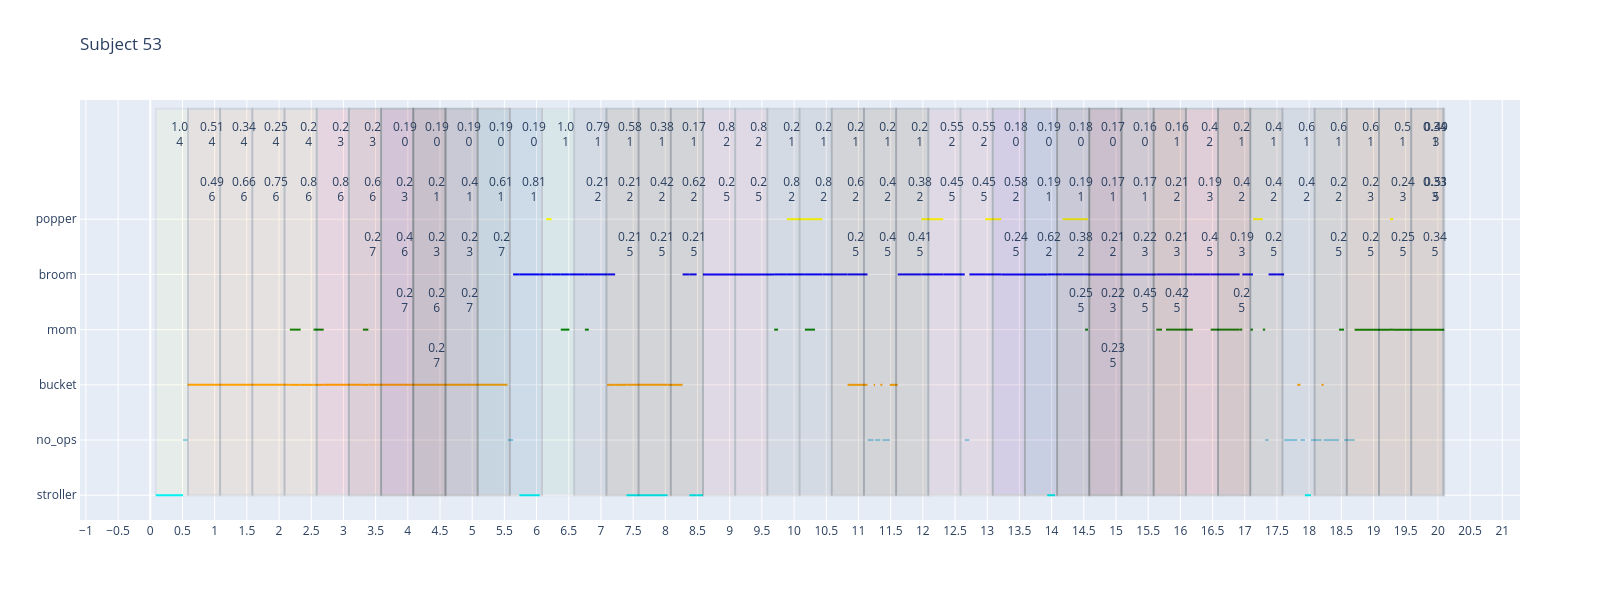 Subject 53
1.0 0.51 0.34 0.25 0.2 0.2 0.2 0.19 0.19 0.19 0.19 0.19 1.0 0.79 0.58 0.38 0.17 0.8 0.8 0.2 0.2 0.2 0.2 0.2 0.55 0.55 0.18 0.19 0.18 0.17 0.16 0.16 0.4 0.2 0.4 0.6 0.6 0.6 0.5
4 4 4 4 4 3 3 0 0 0 0 0 1 1 1 1 1 2 2 1 1 1 1 1 2 2 0 0 0 0 0 1 2 1 1 1 1 1 1
0.49 0.66 0.75 0.8 0.8 0.6 0.2 0.2 0.4 0.61 0.81 0.21 0.21 0.42 0.62 0.2 0.2 0.8 0.8 0.6 0.4 0.38 0.45 0.45 0.58 0.19 0.19 0.17 0.17 0.21 0.19 0.4 0.4 0.4 0.2 0.2 0.24
6 6 6 6 6 6 3 1 1 1 1 2 2 2 2 5 5 2 2 2 2 2 5 5 2 1 1 1 1 2 3 2 2 2 2 3 3
popper
0.2 0.4 0.2 0.2 0.2 0.21 0.21 0.21 0.2 0.4 0.41 0.24 0.62 0.38 0.21 0.22 0.21 0.4 0.19 0.2 0.2 0.2 0.25 0.34
7 6 3 3 7 5 5 5 5 5 5 5 2 2 2 3 3 5 3 5 5 5 5 5
broom
0.2 0.2 0.2 0.25 0.22 0.45 0.42 0.2
7 6 7 5 3 5 5 5
mom
0.2 0.23
7 5
bucket
no_ops
stroller
−1 −0.5 0 0.5 1 1.5 2 2.5 3 3.5 4 4.5 5 5.5 6 6.5 7 7.5 8 8.5 9 9.5 10 10.5 11 11.5 12 12.5 13 13.5 14 14.5 15 15.5 16 16.5 17 17.5 18 18.5 19 19.5 20 20.5 21